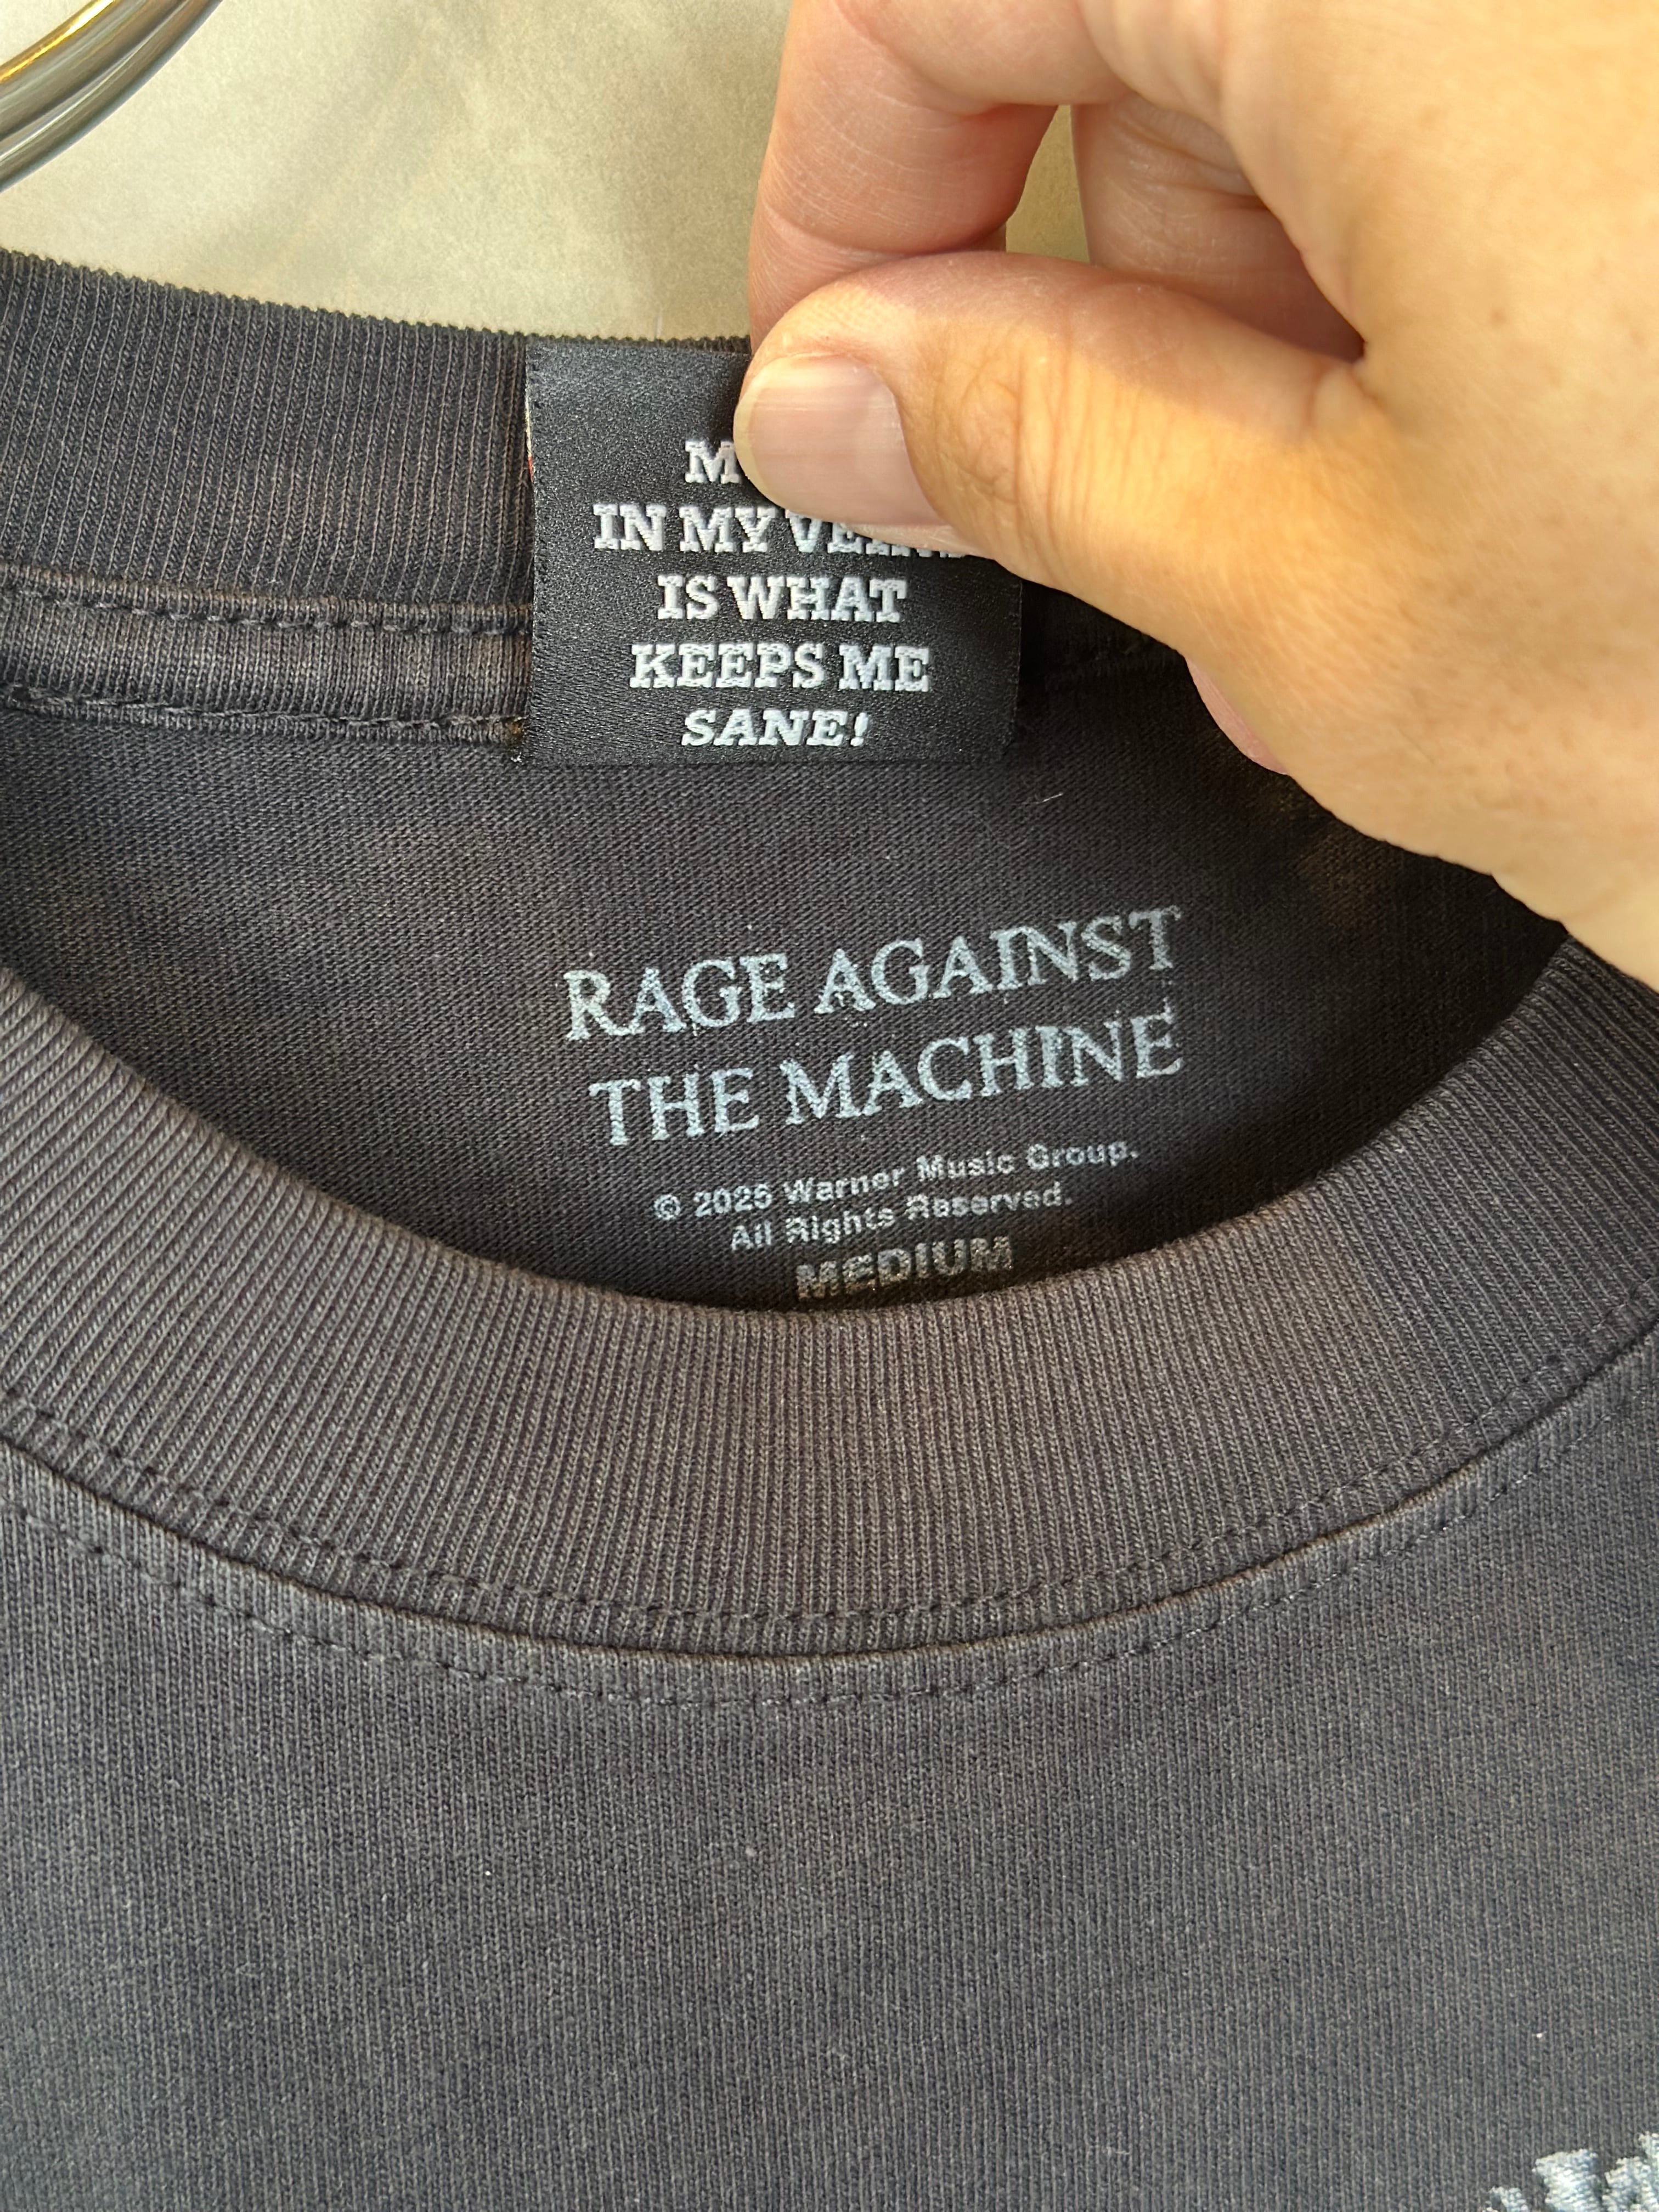 IN MY
IS WHAT
KEEPS ME
SANE!
RAGE AGAINST
THE MACHINE
© 2025 Warner Music Group.
All Rights Reserved.
MEDIUM